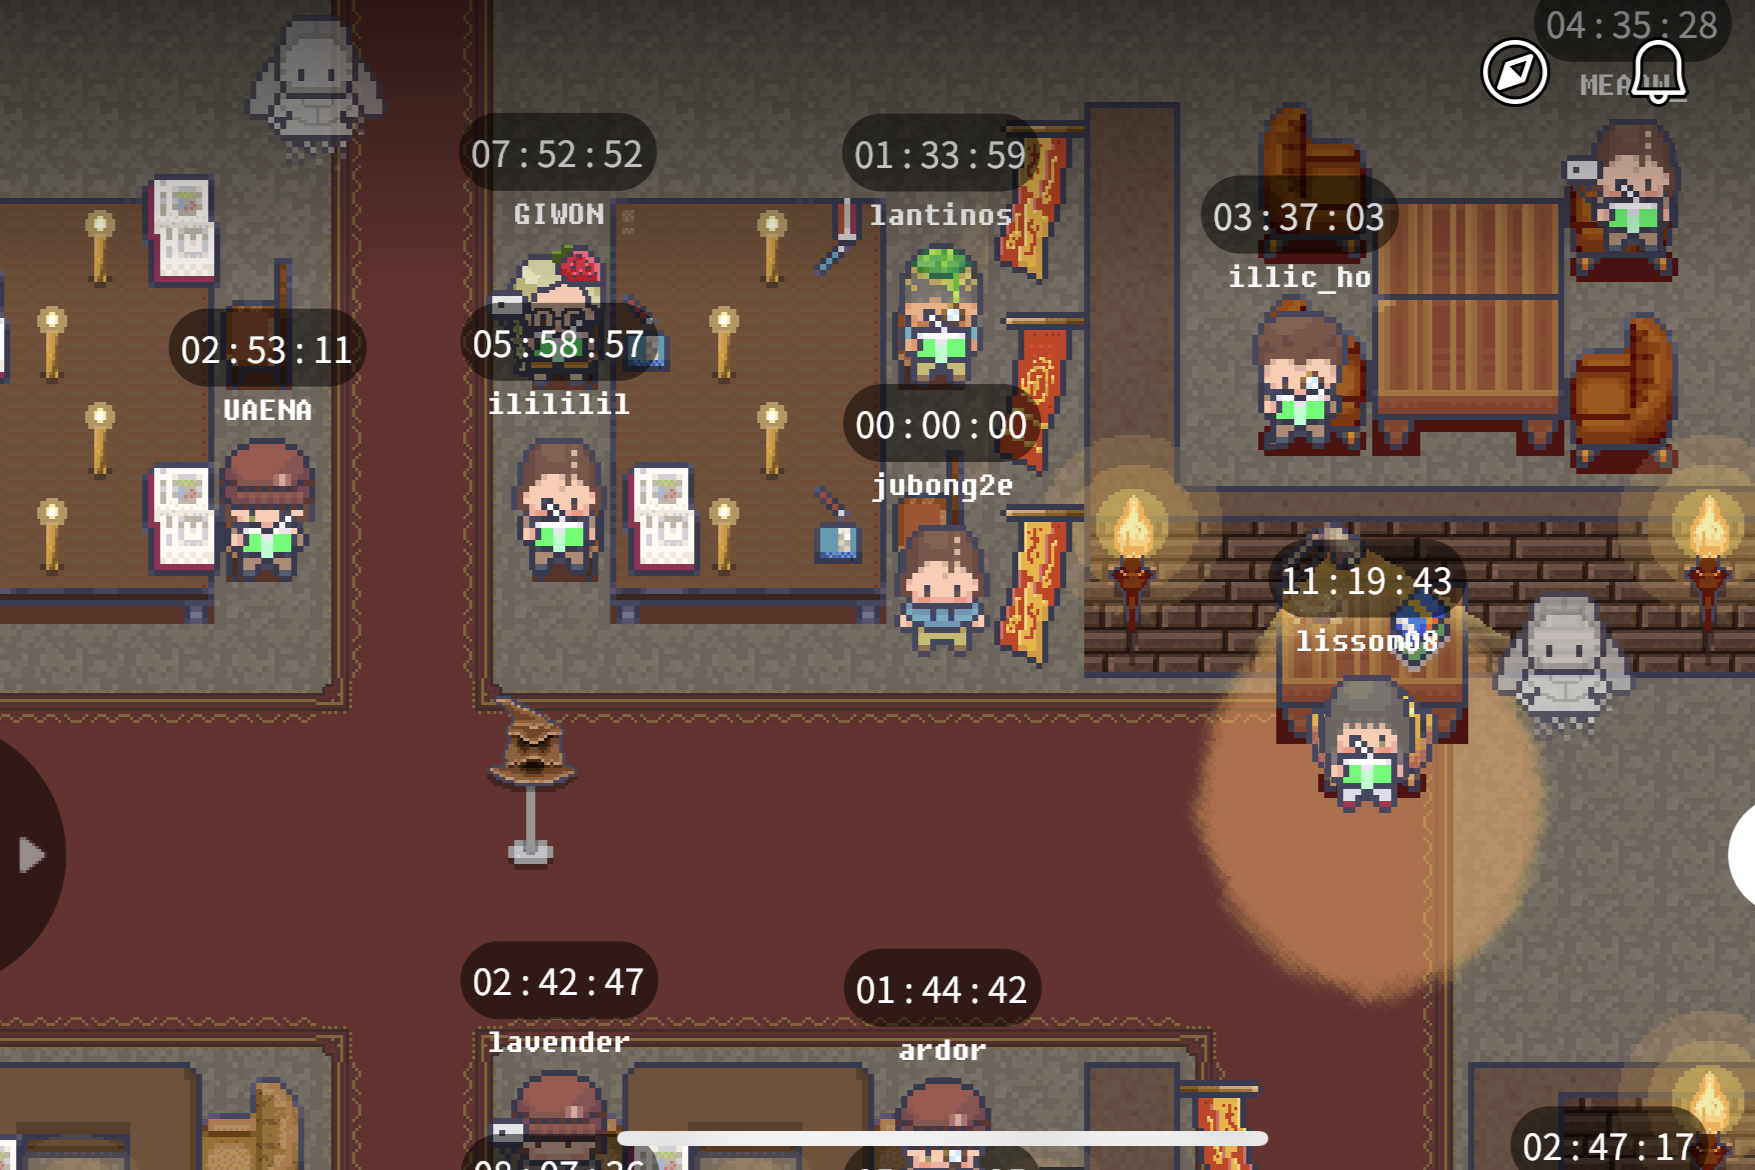 04:35:28
07:52:52
GIWON
01:33:59
lantinos
03:37:03
illic_ho
02:53:11
UAENA
05:58:57
ilililil
00:00:00
jubong2e
11:19:43
lissom08
02:42:47
lavender
01:44:42
ardor
02:47:17